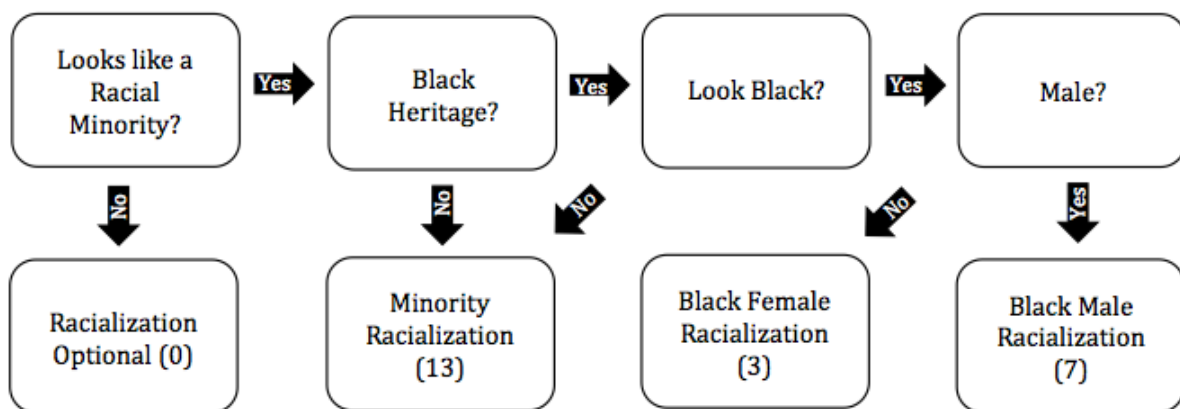 Looks like a
Racial
Minority?
Yes
Black
Heritage?
Yes
Look Black?
Yes
Male?
No
No
No
No
Yes
Racialization
Optional (0)
Minority
Racialization
(13)
Black Female
Racialization
(3)
Black Male
Racialization
(7)